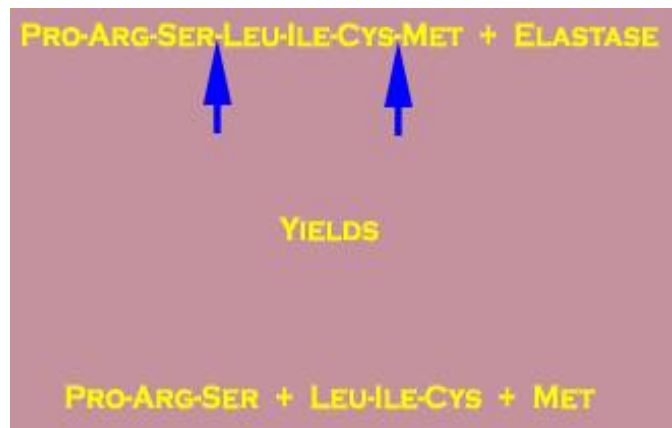 Pro-Arg-Ser-Leu-Ile-Cys-Met + Elastase
Yields
Pro-Arg-Ser + Leu-Ile-Cys + Met